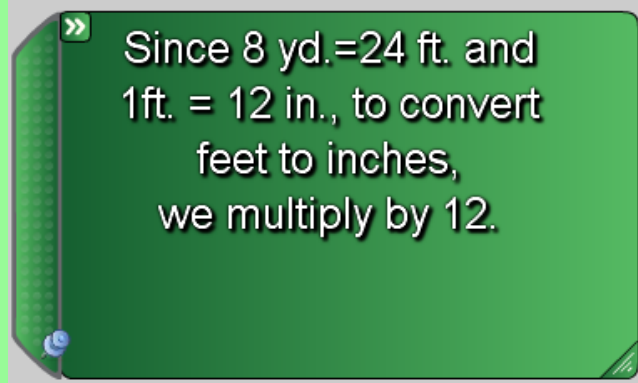 Since 8 yd.=24 ft. and
1ft. = 12 in., to convert
feet to inches,
we multiply by 12.